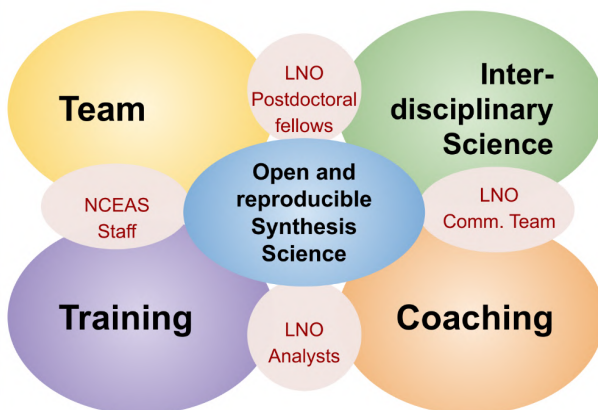 Team
LNO
Postdoctoral
fellows
Inter-
disciplinary
Science
NCEAS
Staff
Open and
reproducible
Synthesis
Science
LNO
Comm. Team
Training
LNO
Analysts
Coaching